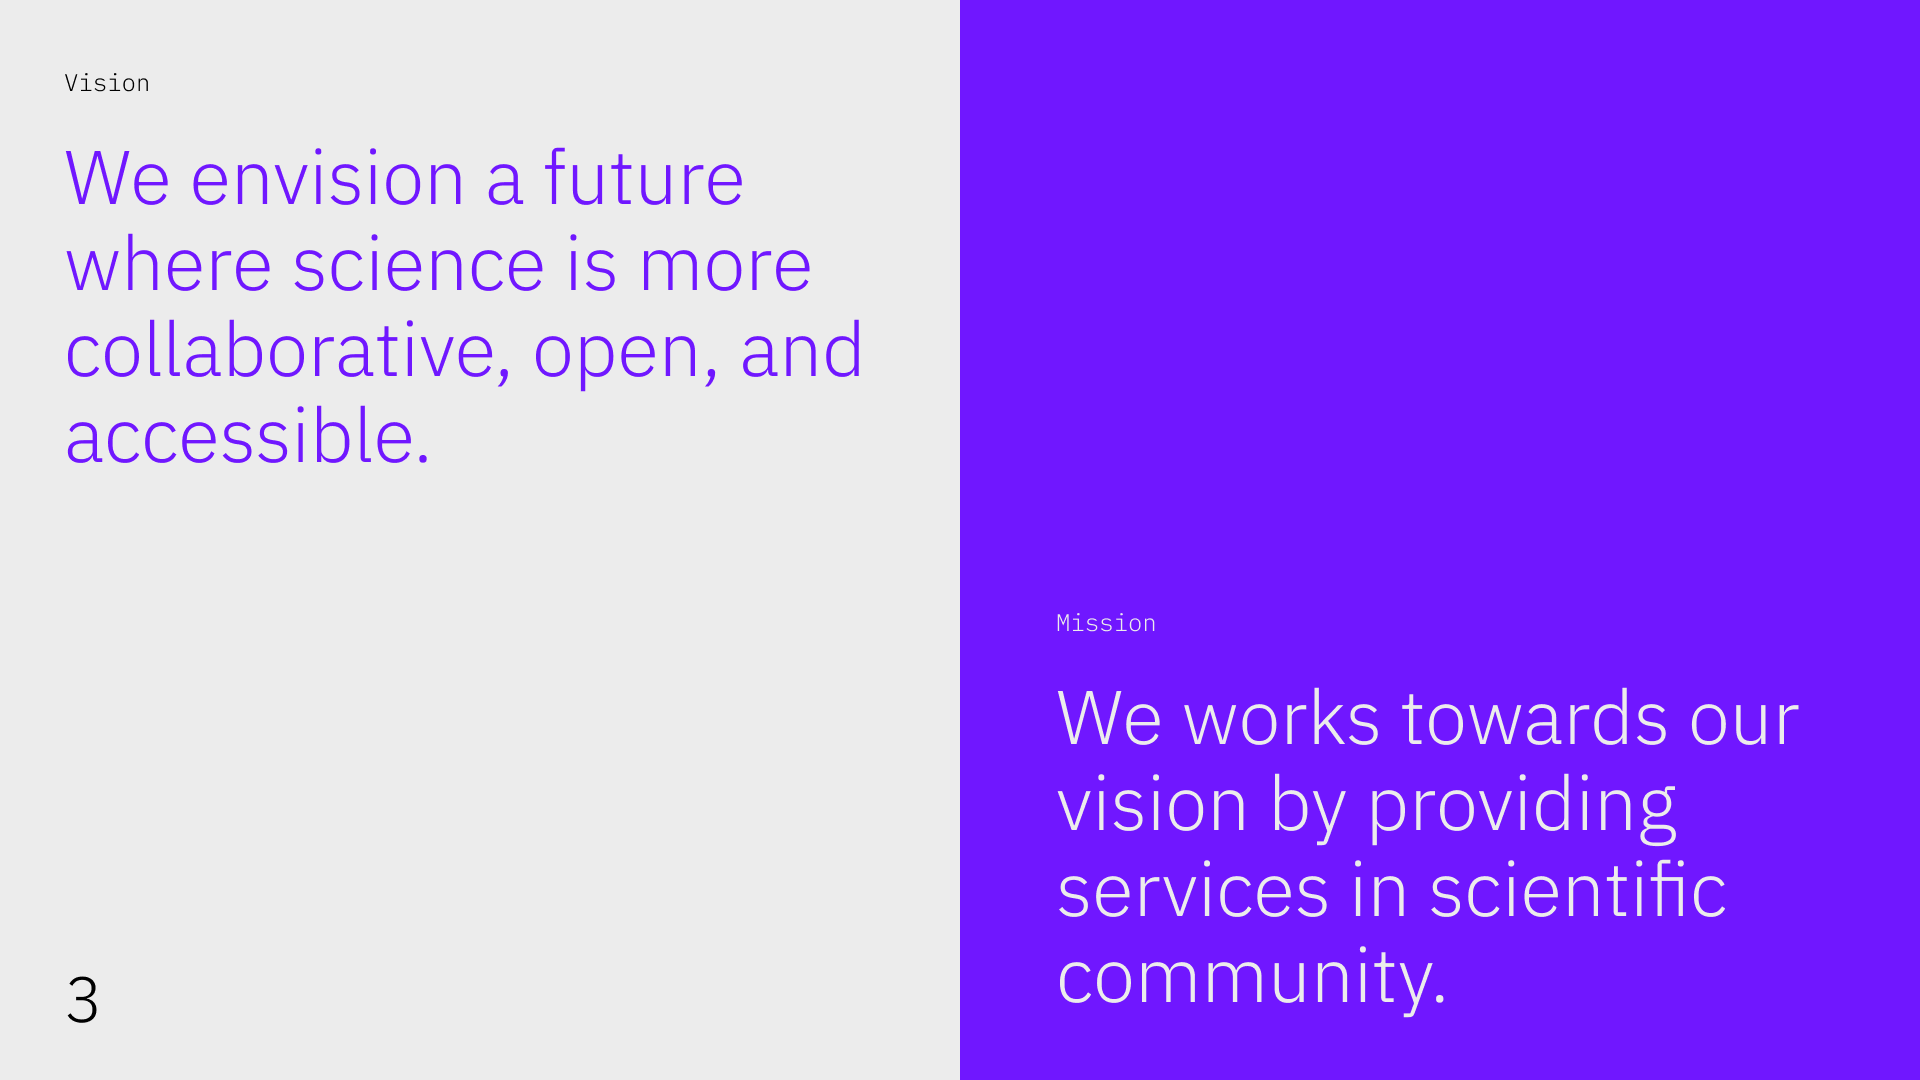 Vision
We envision a future
where science is more
collaborative, open, and
accessible.
3
Mission
We works towards our
vision by providing
services in scientific
community.